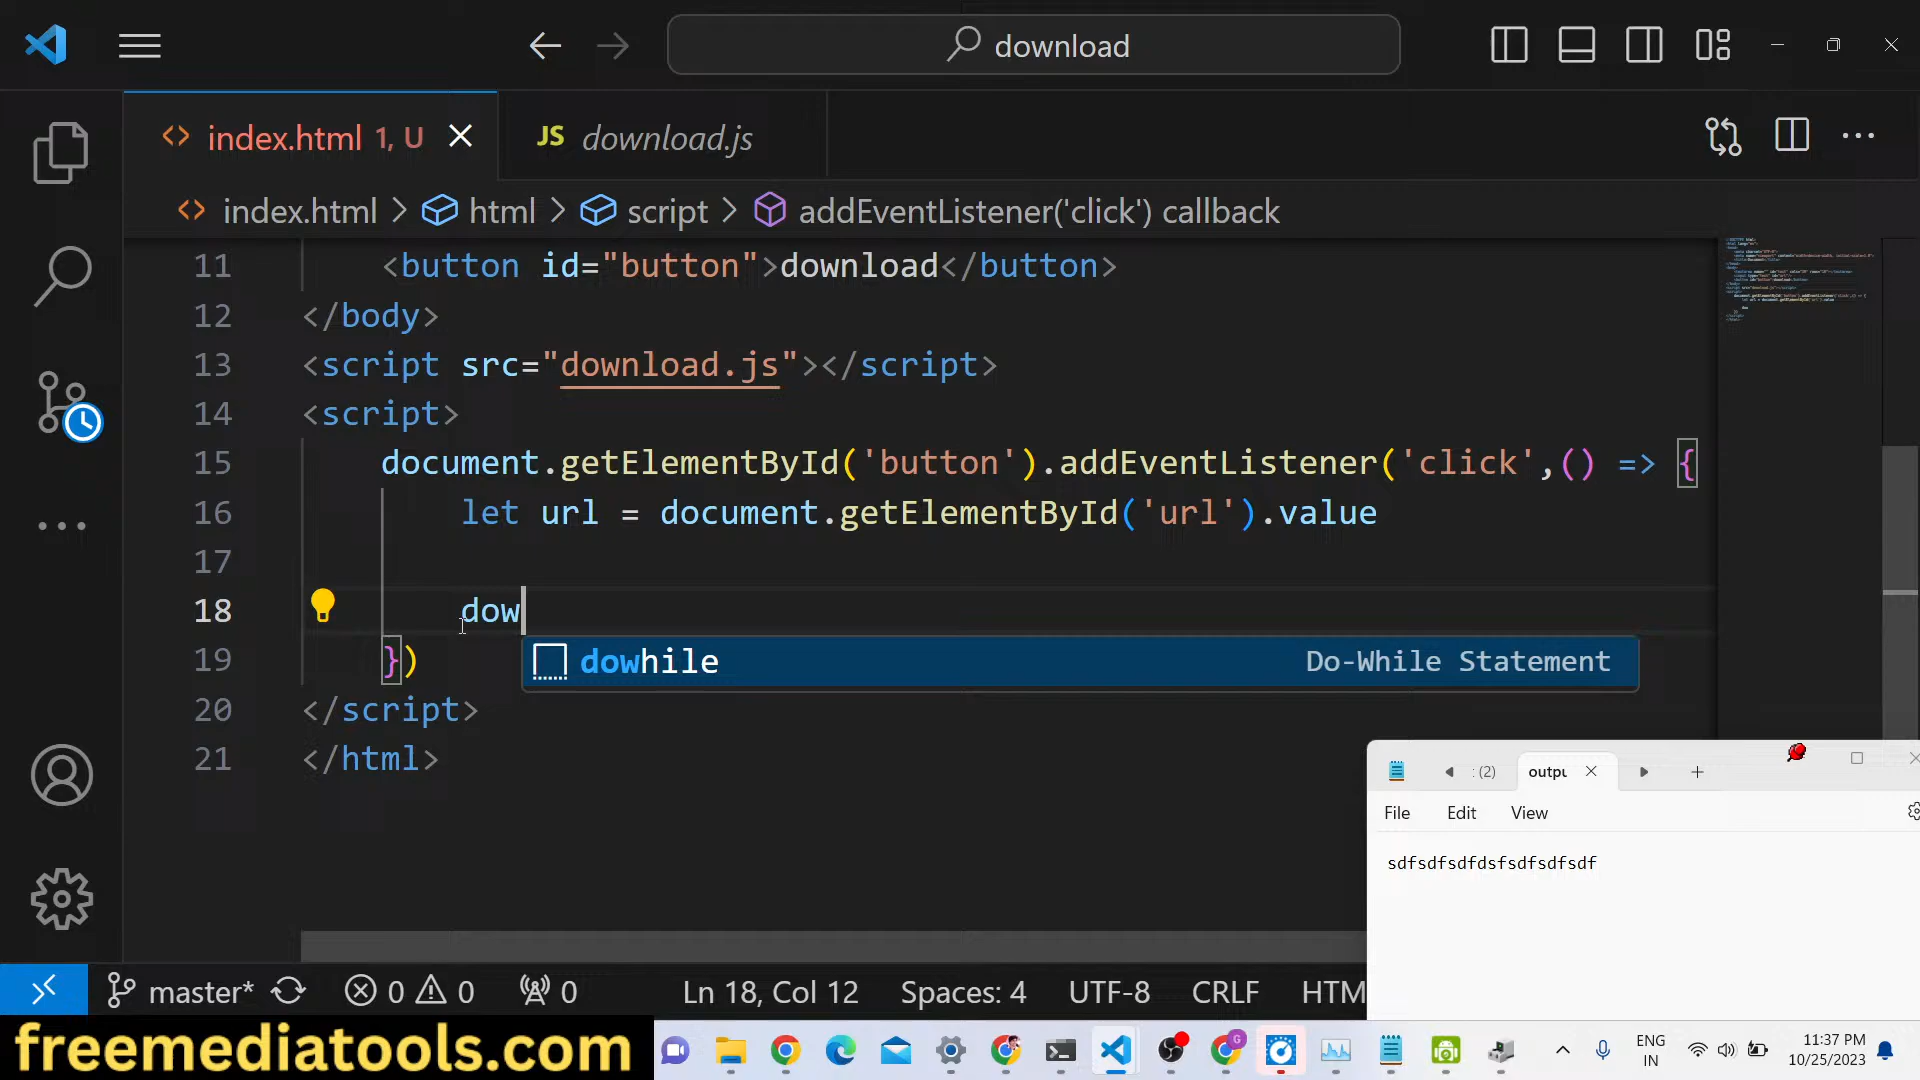 download
index.html 1, U
JS download.js
index.html > html > script > addEventListener('click') callback
11 <button id="button">download</button>
12 </body>
13 <script src="download.js"></script>
14 <script>
15 document.getElementById('button').addEventListener('click',() => {
16 let url = document.getElementById('url').value
17
18 dow
dowhile Do-While Statement
19 })
20 </script>
21 </html>
: (2) outpu
File Edit View
sdfsdfsdfdsfsdfsdfsdf
master* 0 0 0 Ln 18, Col 12 Spaces: 4 UTF-8 CRLF HTM
freemediatools.com
ENG
IN
11:37 PM
10/25/2023